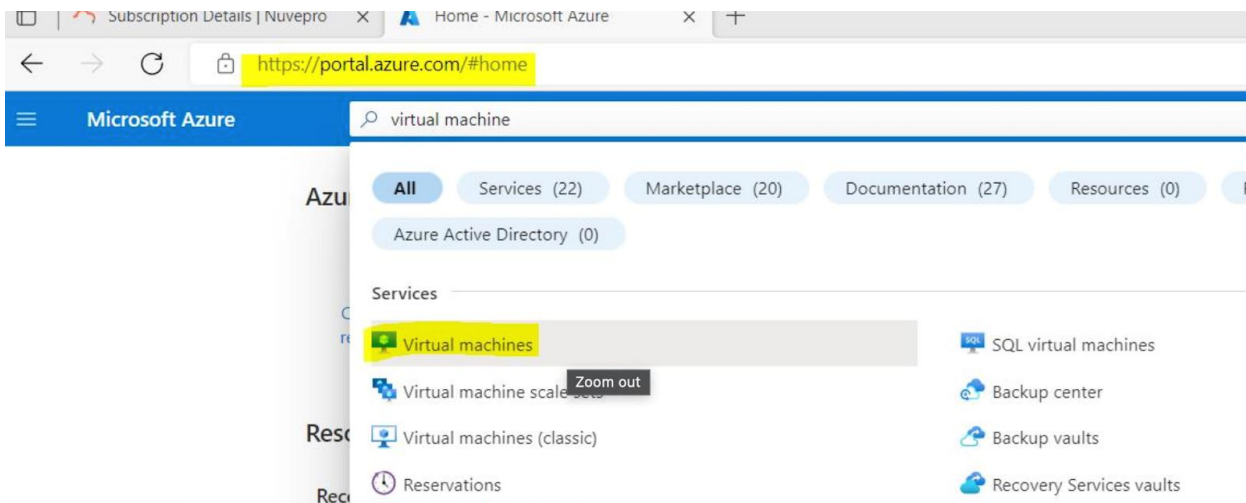 Subscription Details | Nuvepro
Home - Microsoft Azure
https://portal.azure.com/#home
Microsoft Azure
virtual machine
All Services (22) Marketplace (20) Documentation (27) Resources (0)
Azure Active Directory (0)
Services
Virtual machines
SQL virtual machines
Zoom out
Virtual machine scale sets
Backup center
Virtual machines (classic)
Backup vaults
Reservations
Recovery Services vaults